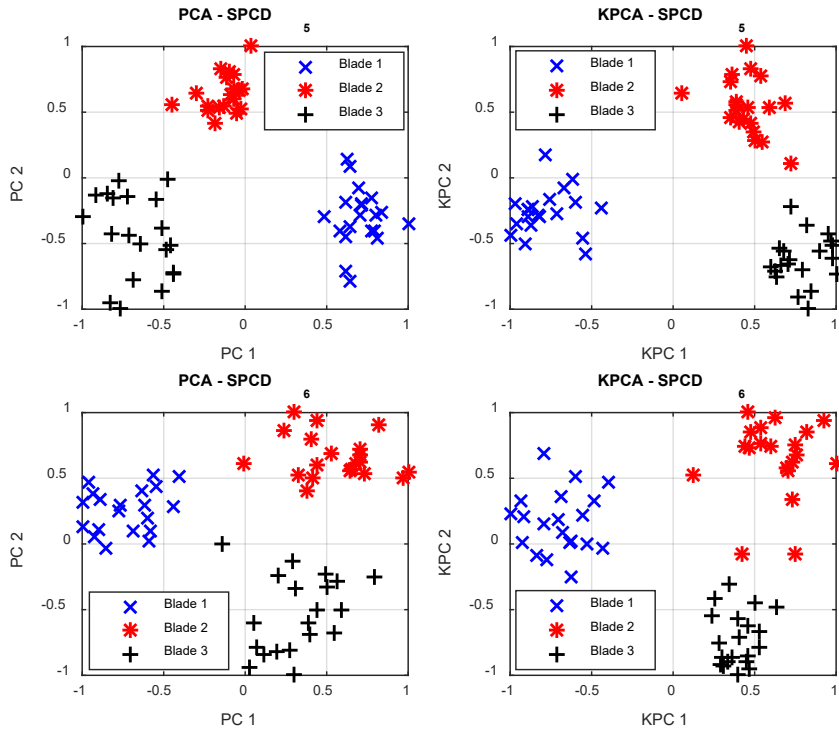 PCA - SPCD 5
KPCA - SPCD 5
1
0.5
0
-0.5
-1
PC 2
Blade 1
Blade 2
Blade 3
-1 -0.5 0 0.5 1
PC 1
1
0.5
0
-0.5
-1
KPC 2
Blade 1
Blade 2
Blade 3
-1 -0.5 0 0.5 1
KPC 1
PCA - SPCD 6
KPCA - SPCD 6
1
0.5
0
-0.5
-1
PC 2
Blade 1
Blade 2
Blade 3
-1 -0.5 0 0.5 1
PC 1
1
0.5
0
-0.5
-1
KPC 2
Blade 1
Blade 2
Blade 3
-1 -0.5 0 0.5 1
KPC 1